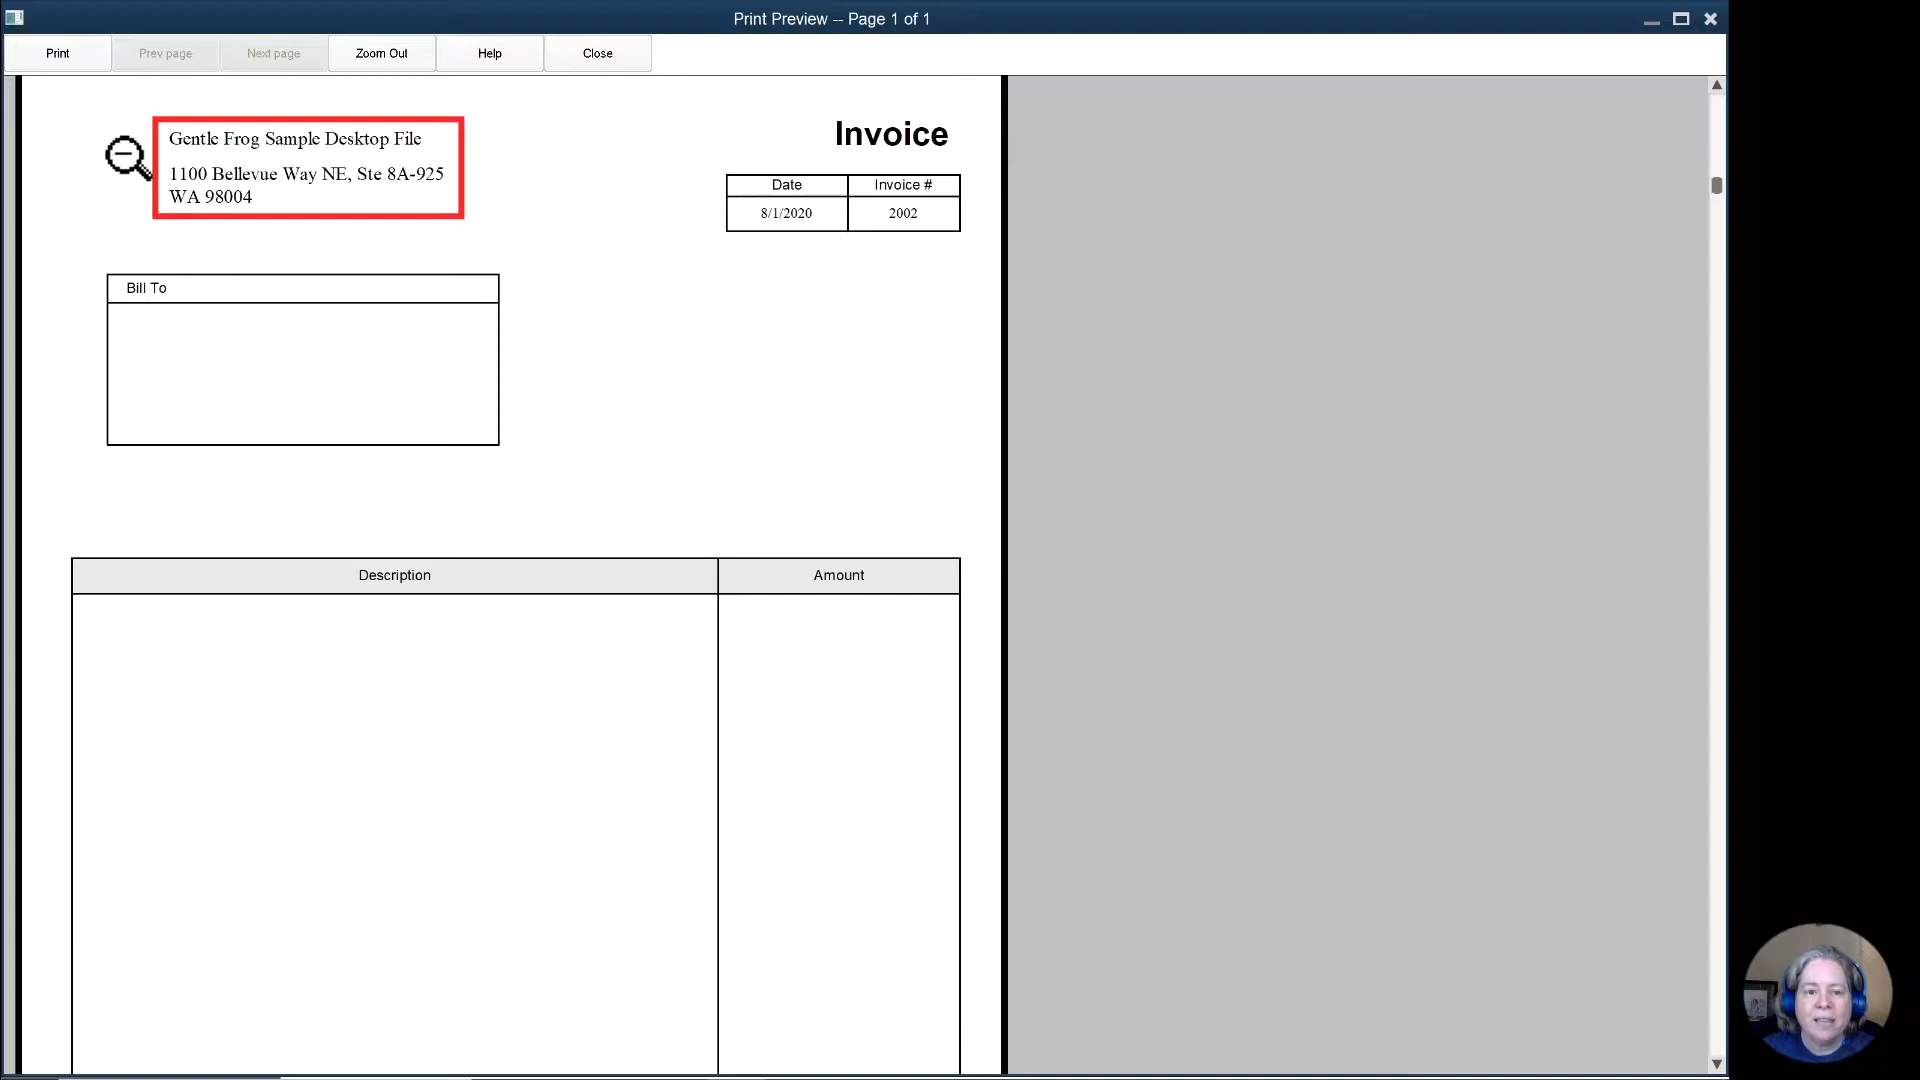 Print Preview -- Page 1 of 1
Print
Prev page
Next page
Zoom Out
Help
Close
Gentle Frog Sample Desktop File
1100 Bellevue Way NE, Ste 8A-925
WA 98004
Invoice
Date
Invoice #
8/1/2020
2002
Bill To
Description
Amount